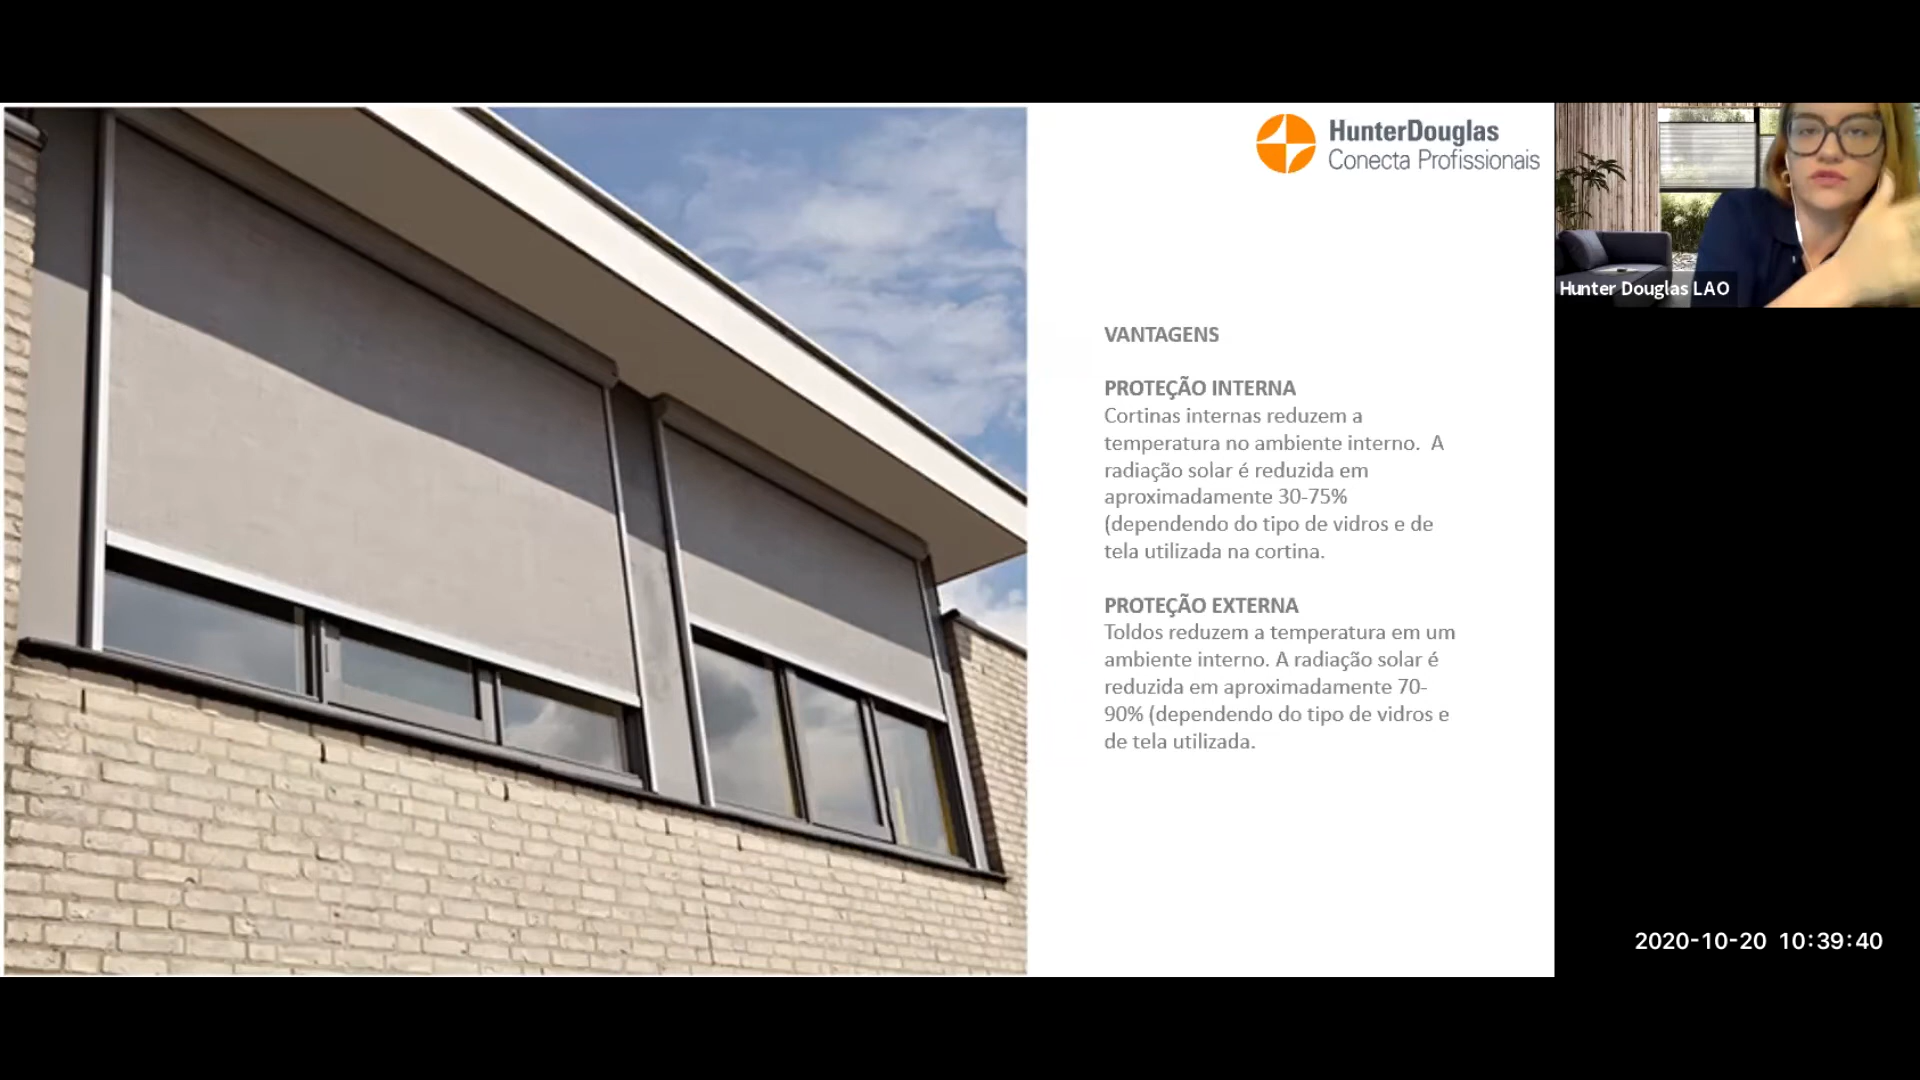 HunterDouglas
Conecta Profissionais
Hunter Douglas LAO
VANTAGENS
PROTEÇÃO INTERNA
Cortinas internas reduzem a
temperatura no ambiente interno.  A
radiação solar é reduzida em
aproximadamente 30-75%
(dependendo do tipo de vidros e de
tela utilizada na cortina.
PROTEÇÃO EXTERNA
Toldos reduzem a temperatura em um
ambiente interno. A radiação solar é
reduzida em aproximadamente 70-
90% (dependendo do tipo de vidros e
de tela utilizada.
2020-10-20 10:39:40